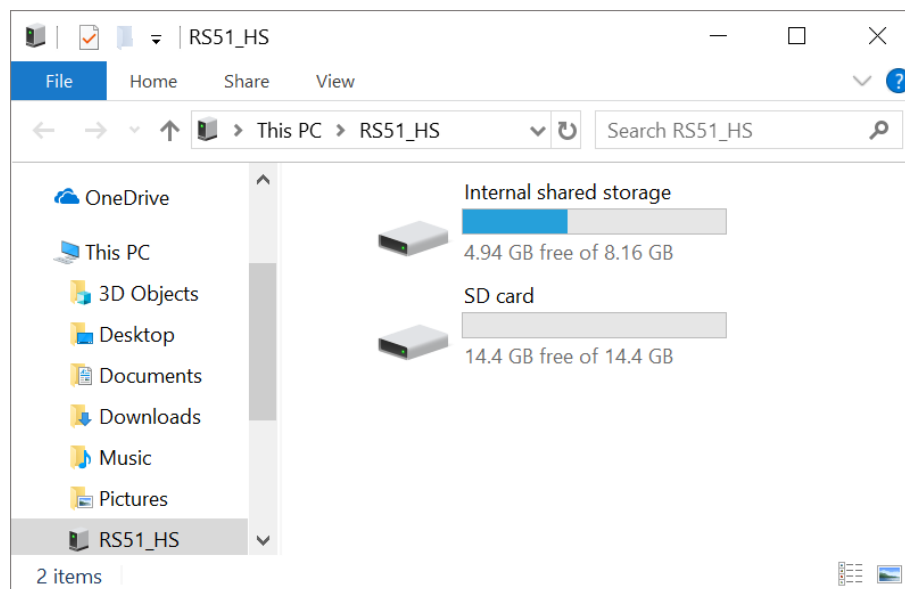 RS51_HS
File Home Share View ?
This PC > RS51_HS
Search RS51_HS
OneDrive
This PC
3D Objects
Desktop
Documents
Downloads
Music
Pictures
RS51_HS
Internal shared storage
4.94 GB free of 8.16 GB
SD card
14.4 GB free of 14.4 GB
2 items